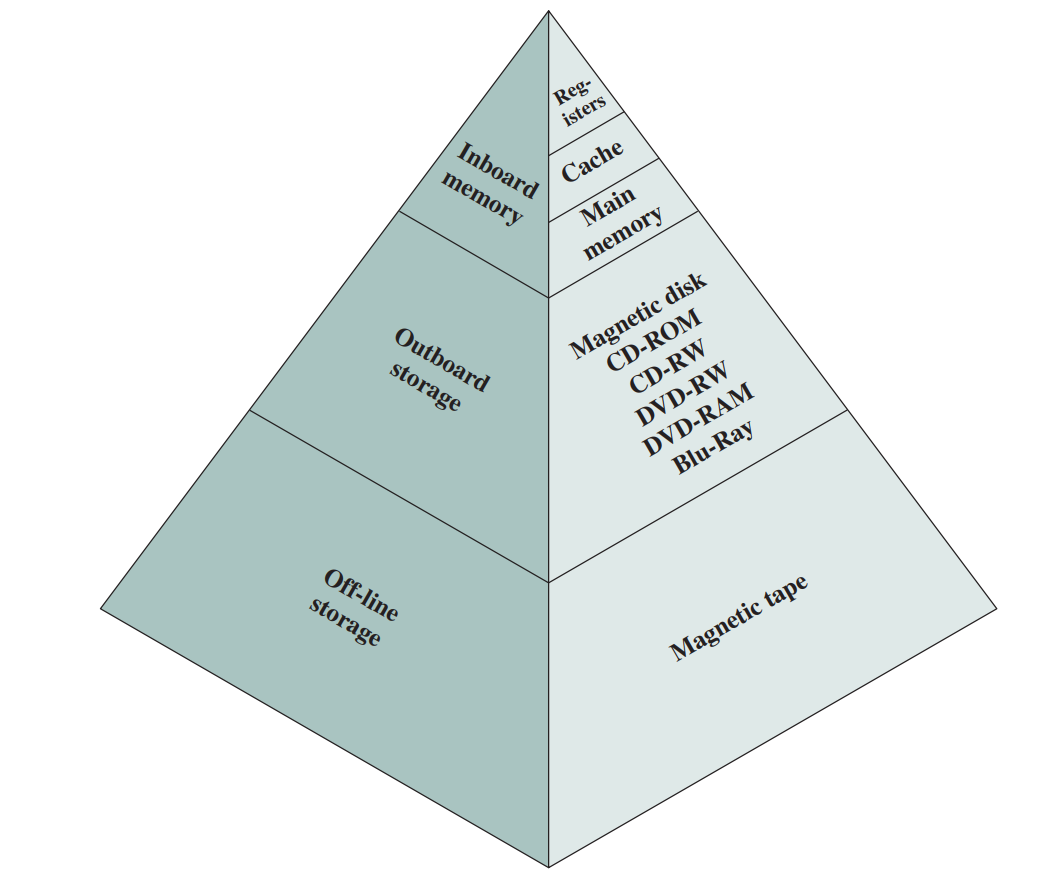 Reg-
isters
Cache
Main
memory
Inboard
memory
Magnetic disk
CD-ROM
CD-RW
DVD-RW
DVD-RAM
Blu-Ray
Outboard
storage
Magnetic tape
Off-line
storage